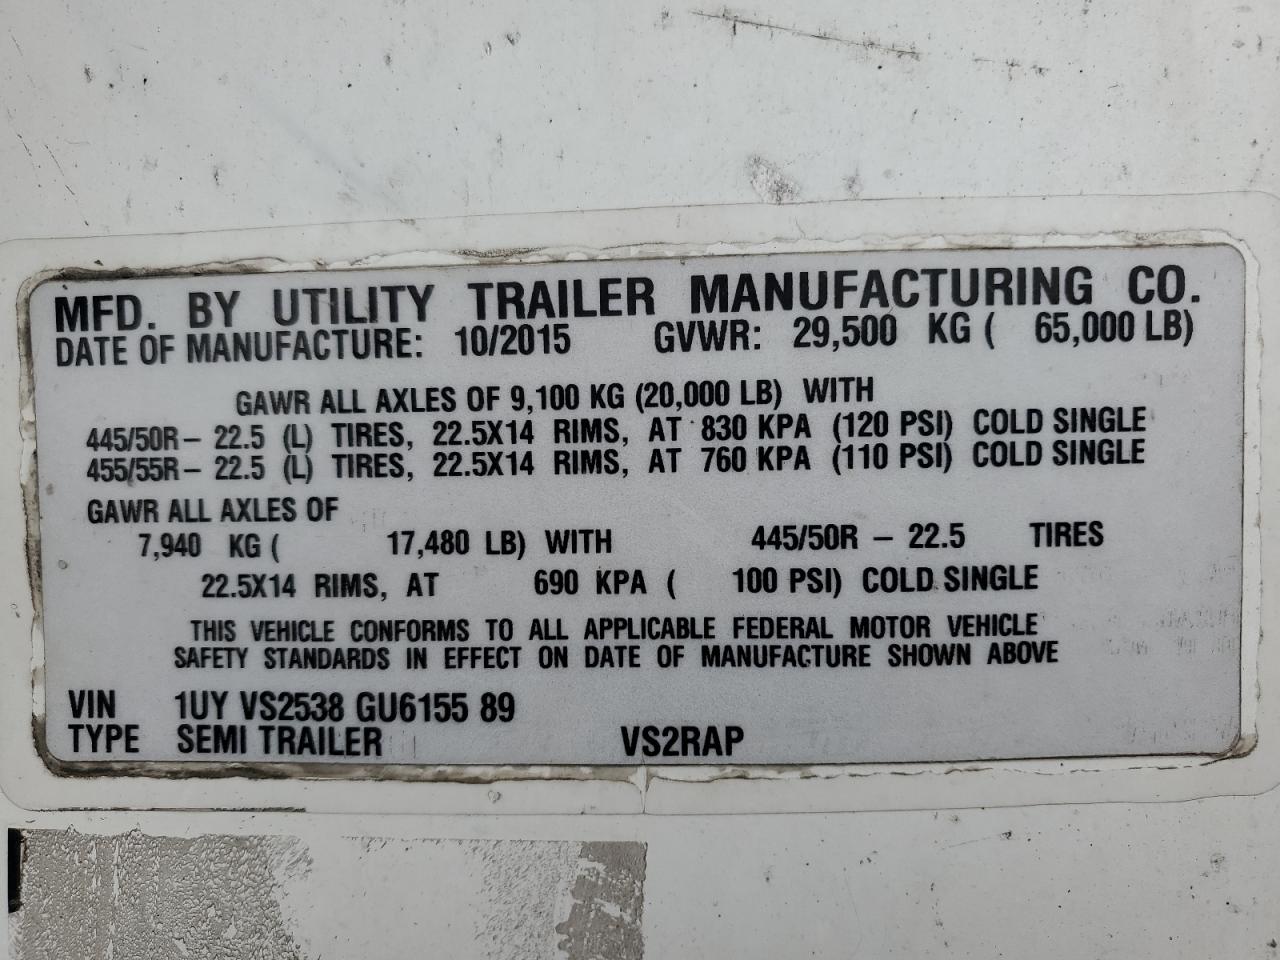 MFD. BY UTILITY TRAILER MANUFACTURING CO.
DATE OF MANUFACTURE: 10/2015 GVWR: 29,500 KG ( 65,000 LB)
GAWR ALL AXLES OF 9,100 KG (20,000 LB) WITH
445/50R– 22.5 (L) TIRES, 22.5X14 RIMS, AT 830 KPA (120 PSI) COLD SINGLE
455/55R– 22.5 (L) TIRES, 22.5X14 RIMS, AT 760 KPA (110 PSI) COLD SINGLE
GAWR ALL AXLES OF
7,940 KG ( 17,480 LB) WITH 445/50R – 22.5 TIRES
22.5X14 RIMS, AT 690 KPA ( 100 PSI) COLD SINGLE
THIS VEHICLE CONFORMS TO ALL APPLICABLE FEDERAL MOTOR VEHICLE
SAFETY STANDARDS IN EFFECT ON DATE OF MANUFACTURE SHOWN ABOVE
VIN 1UY VS2538 GU6155 89
TYPE SEMI TRAILER VS2RAP